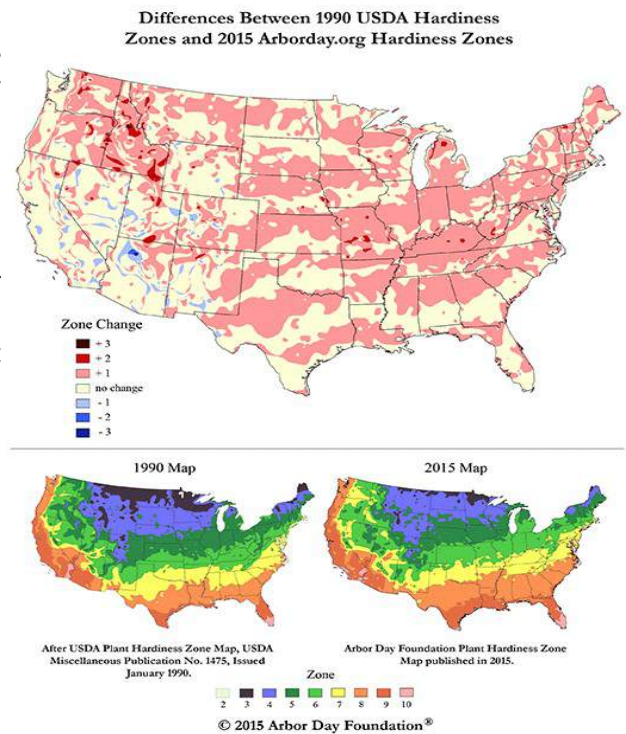 Differences Between 1990 USDA Hardiness
Zones and 2015 Arborday.org Hardiness Zones
Zone Change
+ 3
+ 2
+ 1
no change
- 1
- 2
- 3
1990 Map
2015 Map
After USDA Plant Hardiness Zone Map, USDA
Miscellaneous Publication No. 1475, Issued
January 1990.
Arbor Day Foundation Plant Hardiness Zone
Map published in 2015.
Zone
2 3 4 5 6 7 8 9 10
© 2015 Arbor Day Foundation®